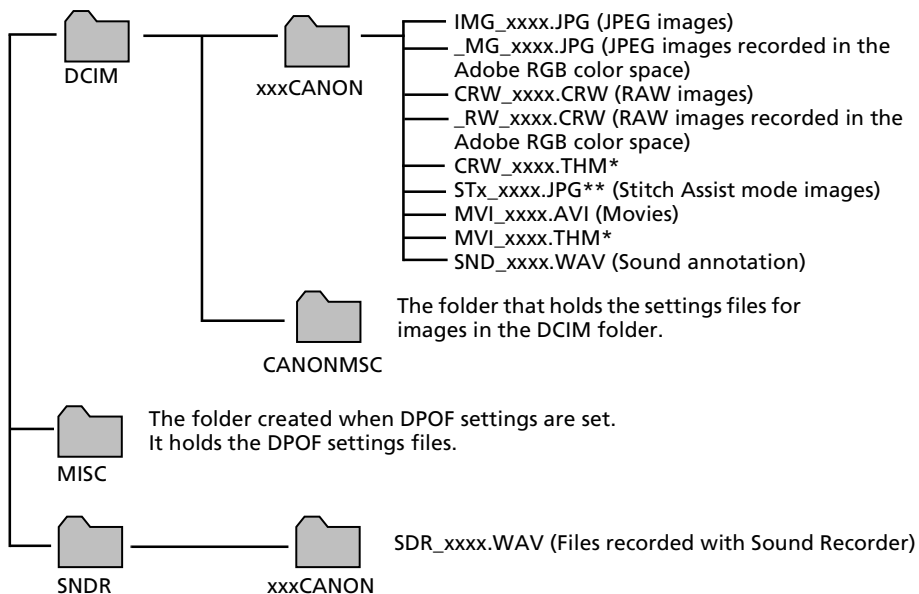 DCIM
xxxCANON
IMG_xxxx.JPG (JPEG images)
_MG_xxxx.JPG (JPEG images recorded in the
Adobe RGB color space)
CRW_xxxx.CRW (RAW images)
_RW_xxxx.CRW (RAW images recorded in the
Adobe RGB color space)
CRW_xxxx.THM*
STx_xxxx.JPG** (Stitch Assist mode images)
MVI_xxxx.AVI (Movies)
MVI_xxxx.THM*
SND_xxxx.WAV (Sound annotation)
CANONMSC
The folder that holds the settings files for
images in the DCIM folder.
MISC
The folder created when DPOF settings are set.
It holds the DPOF settings files.
SNDR
xxxCANON
SDR_xxxx.WAV (Files recorded with Sound Recorder)